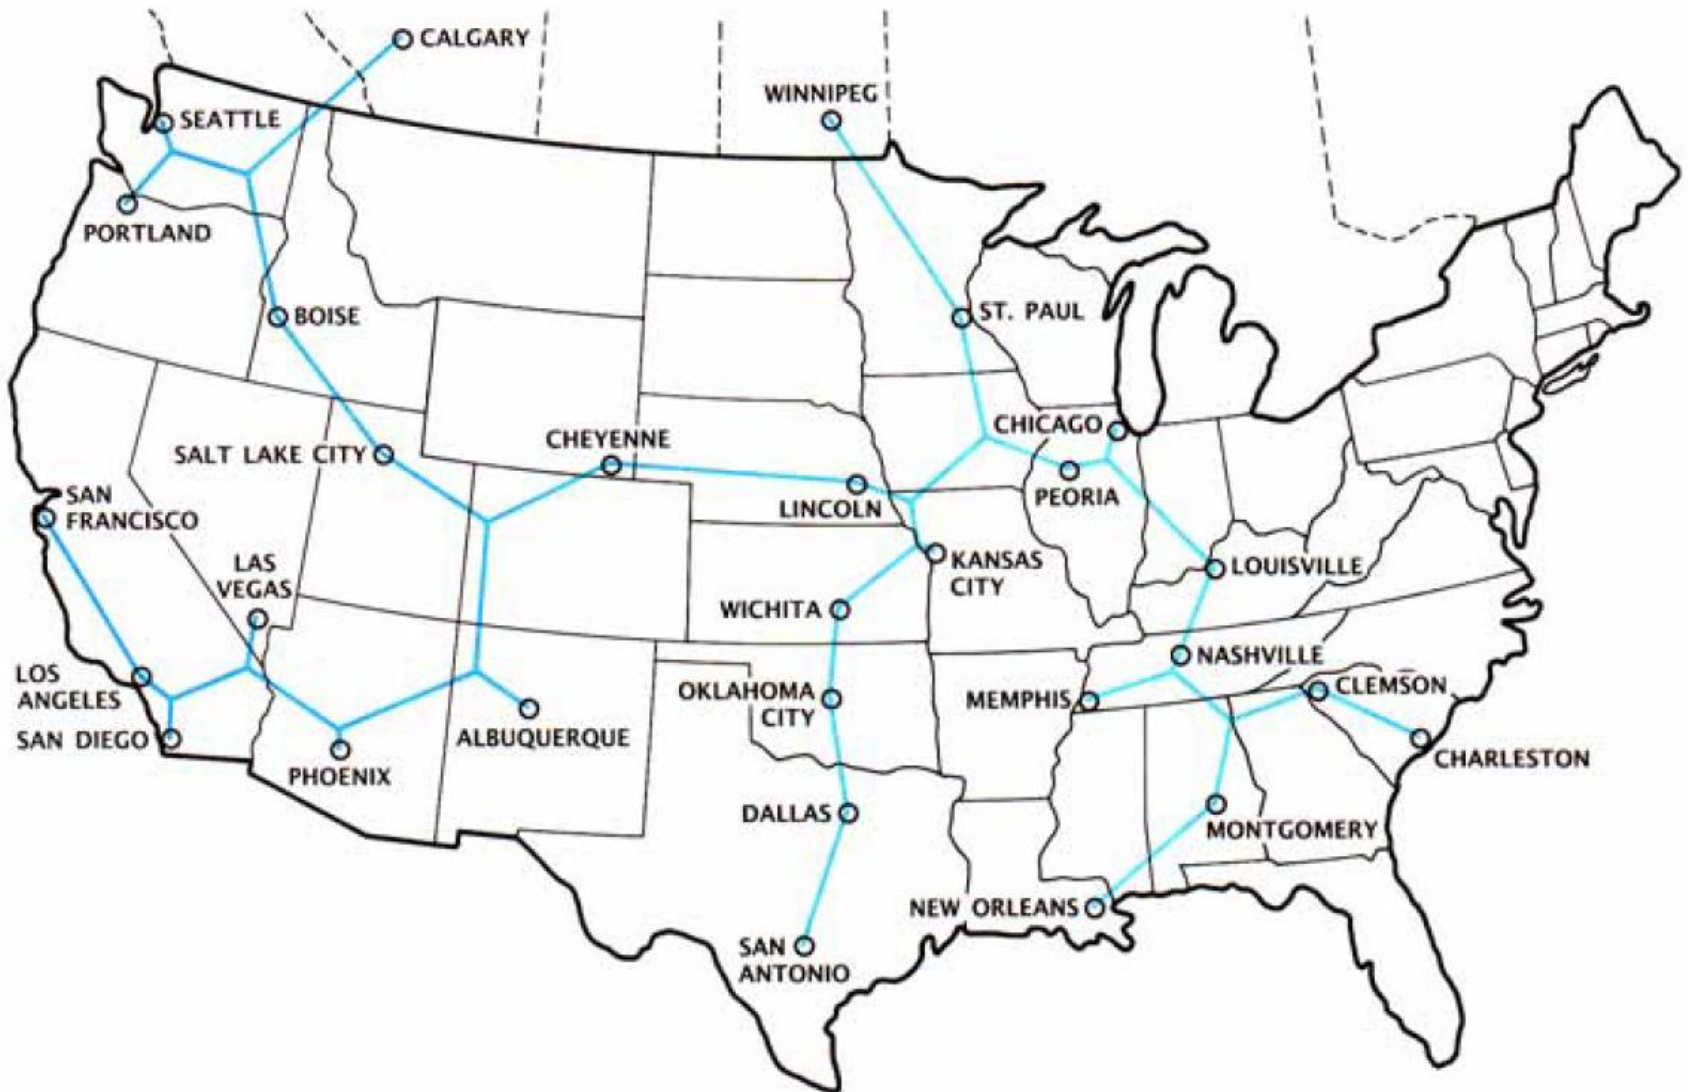 CALGARY
WINNIPEG
SEATTLE
PORTLAND
BOISE
ST. PAUL
CHICAGO
CHEYENNE
SALT LAKE CITY
PEORIA
LINCOLN
SAN
FRANCISCO
KANSAS
CITY
LOUISVILLE
LAS
VEGAS
WICHITA
NASHVILLE
LOS
ANGELES
OKLAHOMA
CITY
MEMPHIS
CLEMSON
SAN DIEGO
ALBUQUERQUE
PHOENIX
CHARLESTON
DALLAS
MONTGOMERY
NEW ORLEANS
SAN
ANTONIO